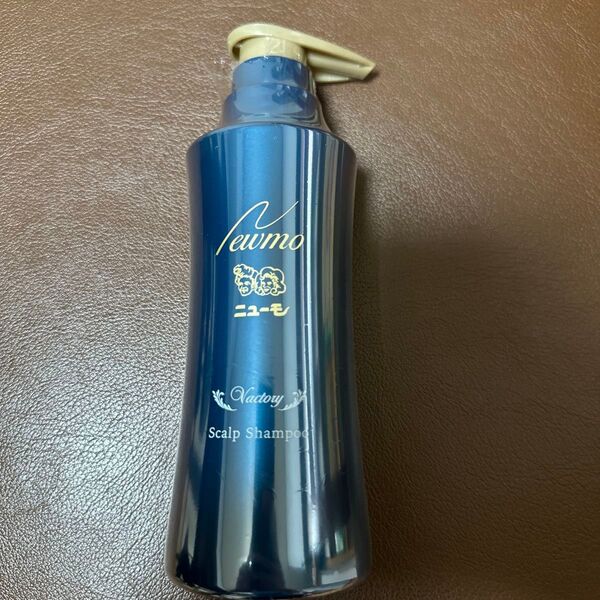 Newmo
ニューモ
Vactory
Scalp Shampoo